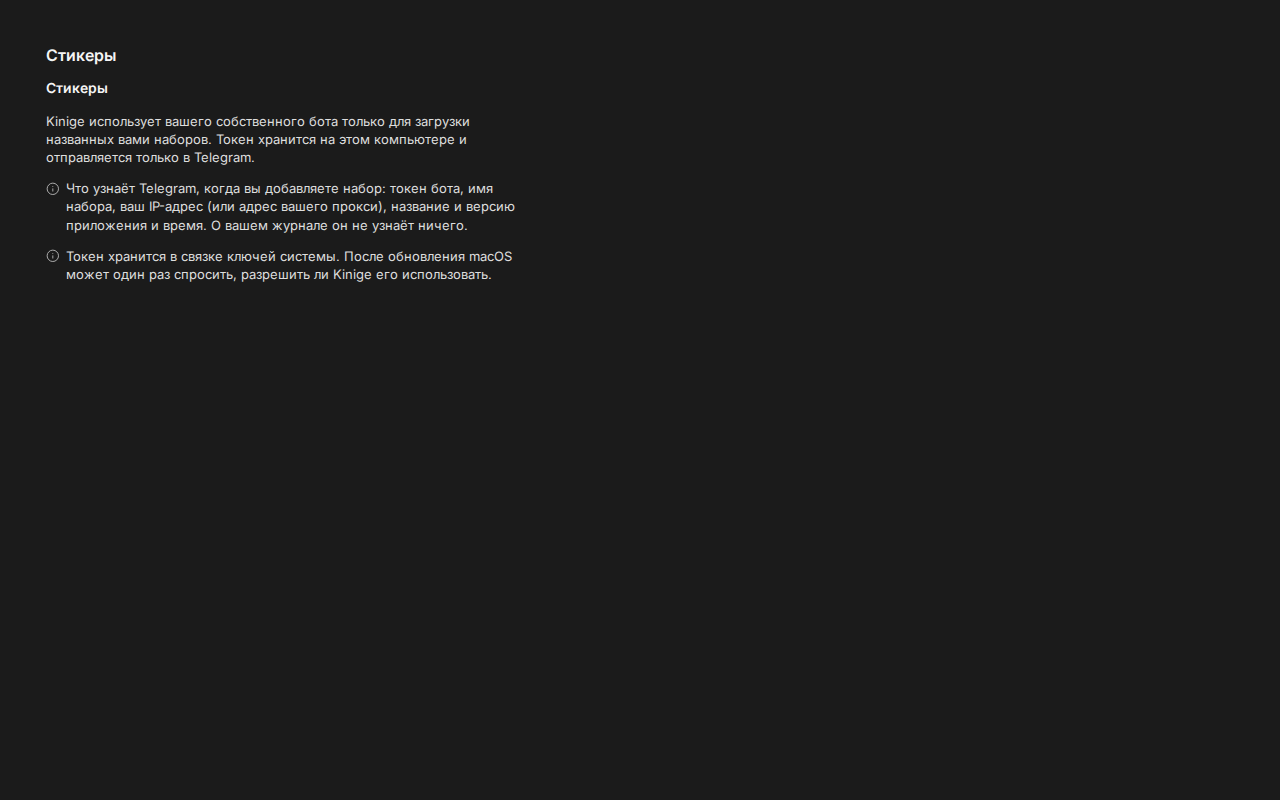 Стикеры
Стикеры
Kinige использует вашего собственного бота только для загрузки
названных вами наборов. Токен хранится на этом компьютере и
отправляется только в Telegram.
Что узнаёт Telegram, когда вы добавляете набор: токен бота, имя
набора, ваш IP-адрес (или адрес вашего прокси), название и версию
приложения и время. О вашем журнале он не узнаёт ничего.
Токен хранится в связке ключей системы. После обновления macOS
может один раз спросить, разрешить ли Kinige его использовать.